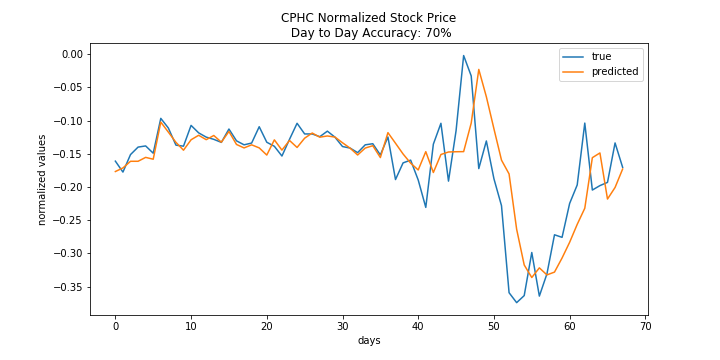 CPHC Normalized Stock Price
Day to Day Accuracy: 70%
true
predicted
normalized values
0.00
−0.05
−0.10
−0.15
−0.20
−0.25
−0.30
−0.35
0 10 20 30 40 50 60 70
days